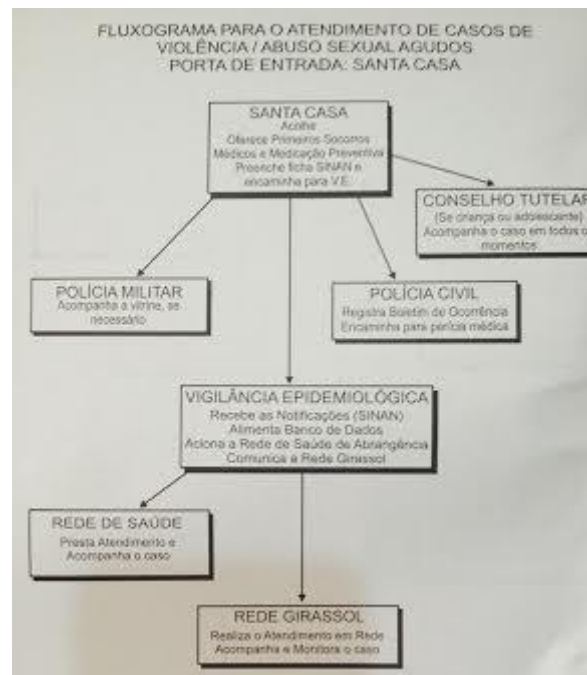 FLUXOGRAMA PARA O ATENDIMENTO DE CASOS DE
VIOLÊNCIA / ABUSO SEXUAL AGUDOS
PORTA DE ENTRADA: SANTA CASA
SANTA CASA
Acolhe
Oferece Primeiros Socorros
Médicos e Medicação Preventiva
Preenche ficha SINAN e
encaminha para V.E.
CONSELHO TUTELAR
(Se criança ou adolescente)
Acompanha o caso em todos o
momentos
POLÍCIA MILITAR
Acompanha a vitrine, se
necessário
POLÍCIA CIVIL
Registra Boletim de Ocorrência
Encaminha para perícia médica
VIGILÂNCIA EPIDEMIOLÓGICA
Recebe as Notificações (SINAN)
Alimenta Banco de Dados
Aciona a Rede de Saúde de Abrangência
Comunica a Rede Girassol
REDE DE SAÚDE
Presta Atendimento e
Acompanha o caso
REDE GIRASSOL
Realiza o Atendimento em Rede
Acompanha e Monitora o caso